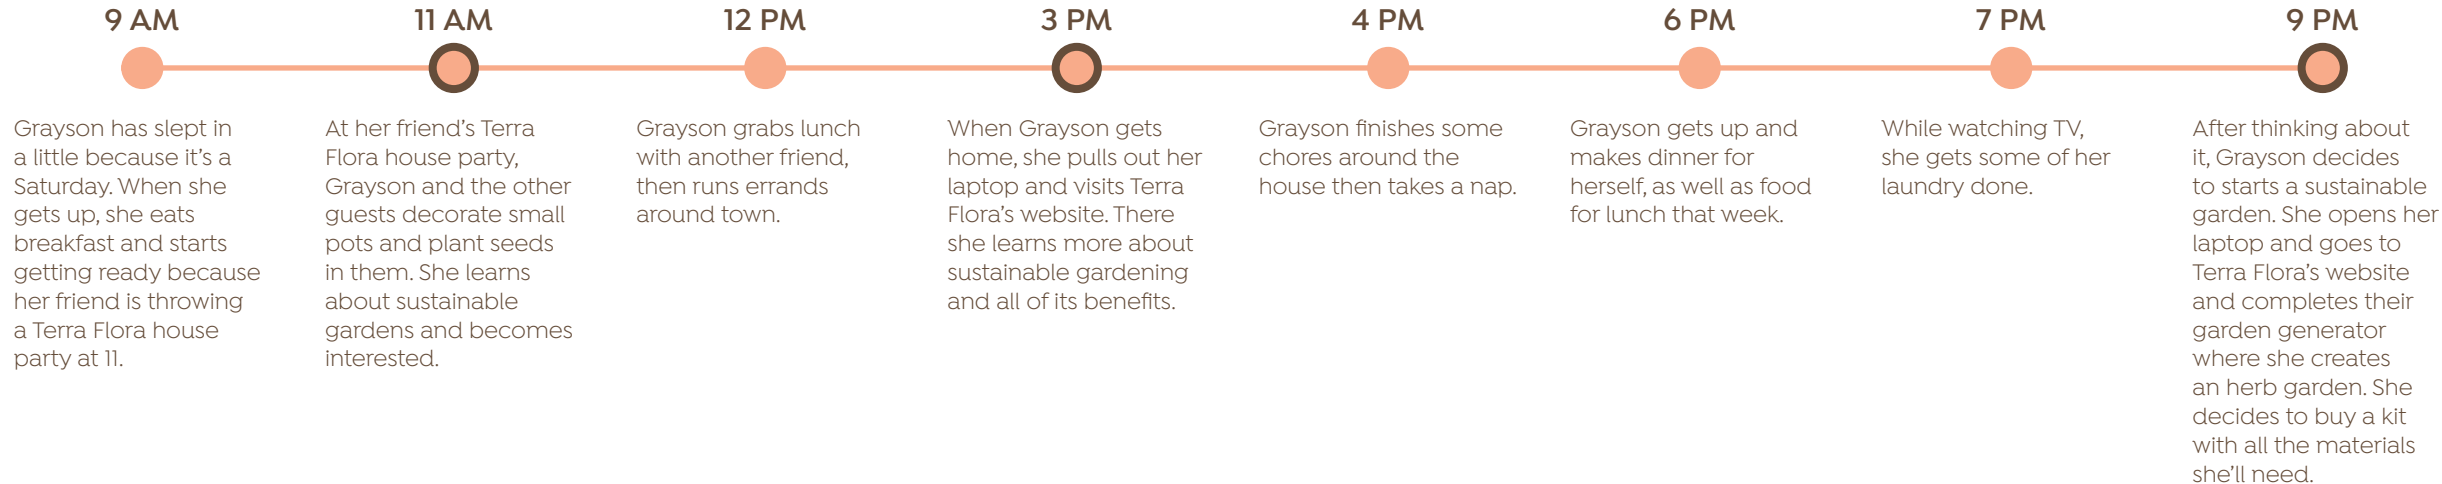 9 AM
Grayson has slept in
a little because it's a
Saturday. When she
gets up, she eats
breakfast and starts
getting ready because
her friend is throwing
a Terra Flora house
party at 11.
11 AM
At her friend's Terra
Flora house party,
Grayson and the other
guests decorate small
pots and plant seeds
in them. She learns
about sustainable
gardens and becomes
interested.
12 PM
Grayson grabs lunch
with another friend,
then runs errands
around town.
3 PM
When Grayson gets
home, she pulls out her
laptop and visits Terra
Flora's website. There
she learns more about
sustainable gardening
and all of its benefits.
4 PM
Grayson finishes some
chores around the
house then takes a nap.
6 PM
Grayson gets up and
makes dinner for
herself, as well as food
for lunch that week.
7 PM
While watching TV,
she gets some of her
laundry done.
9 PM
After thinking about
it, Grayson decides
to starts a sustainable
garden. She opens her
laptop and goes to
Terra Flora's website
and completes their
garden generator
where she creates
an herb garden. She
decides to buy a kit
with all the materials
she'll need.